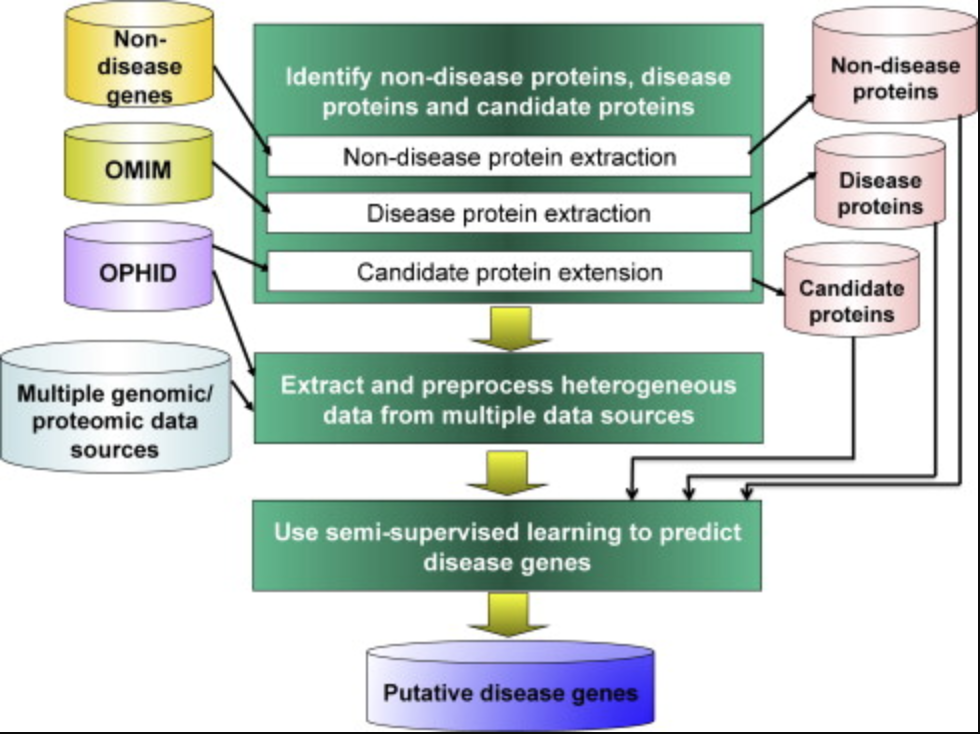 Non-
disease
genes
OMIM
OPHID
Multiple genomic/
proteomic data
sources
Identify non-disease proteins, disease
proteins and candidate proteins
Non-disease protein extraction
Disease protein extraction
Candidate protein extension
Non-disease
proteins
Disease
proteins
Candidate
proteins
Extract and preprocess heterogeneous
data from multiple data sources
Use semi-supervised learning to predict
disease genes
Putative disease genes